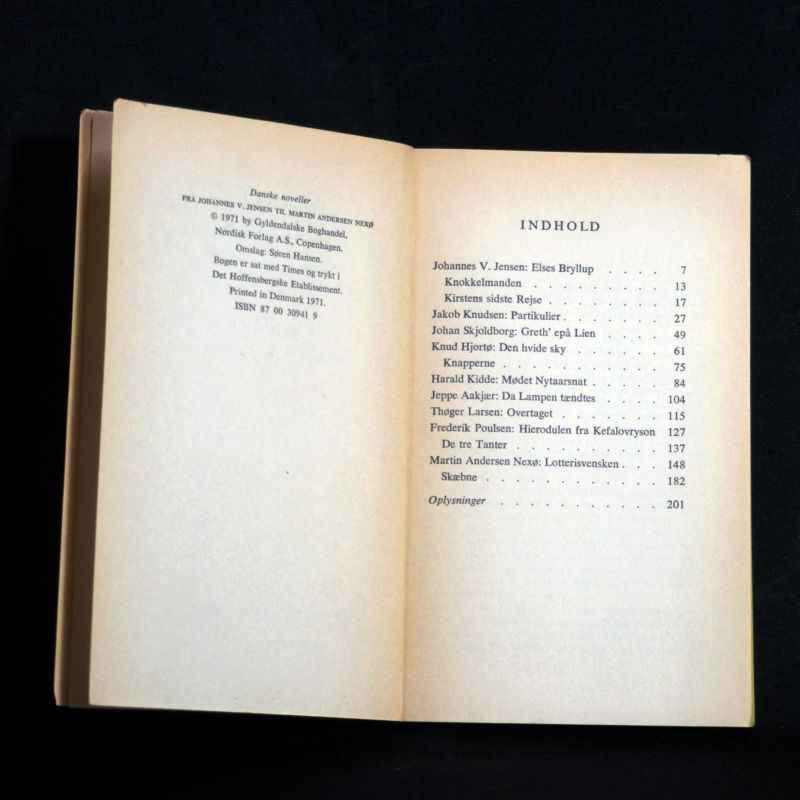 Danske noveller
FRA JOHANNES V. JENSEN TIL MARTIN ANDERSEN NEXØ
© 1971 by Gyldendalske Boghandel,
Nordisk Forlag A.S., Copenhagen.
Omslag: Søren Hansen.
Bogen er sat med Times og trykt i
Det Hoffensbergske Etablissement.
Printed in Denmark 1971.
ISBN 87 00 30941 9
INDHOLD
Johannes V. Jensen: Elses Bryllup . . . . 7
Knokkelmanden . . . . . . . . 13
Kirstens sidste Rejse . . . . . . . 17
Jakob Knudsen: Partikulier . . . . . . 27
Johan Skjoldborg: Greth' epå Lien . . . . 49
Knud Hjortø: Den hvide sky . . . . . . 61
Knapperne . . . . . . . . . . 75
Harald Kidde: Mødet Nytaarsnat . . . . . 84
Jeppe Aakjær: Da Lampen tændtes . . . . 104
Thøger Larsen: Overtaget . . . . . . . 115
Frederik Poulsen: Hierodulen fra Kefalovryson 127
De tre Tanter . . . . . . . . . 137
Martin Andersen Nexø: Lotterisvensken . . . 148
Skæbne . . . . . . . . . . . 182
Oplysninger . . . . . . . . . . 201